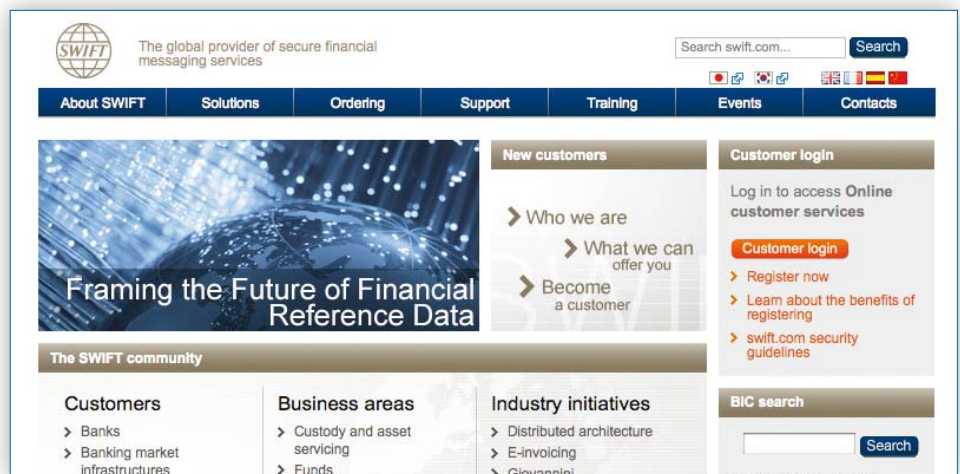 SWIFT
The global provider of secure financial
messaging services
Search swift.com...
Search
About SWIFT
Solutions
Ordering
Support
Training
Events
Contacts
Framing the Future of Financial
Reference Data
New customers
Who we are
What we can
offer you
Become
a customer
Customer login
Log in to access Online
customer services
Customer login
Register now
Learn about the benefits of
registering
swift.com security
guidelines
The SWIFT community
Customers
Banks
Banking market
infrastructures
Business areas
Custody and asset
servicing
Funds
Industry initiatives
Distributed architecture
E-invoicing
Giovannini
BIC search
Search